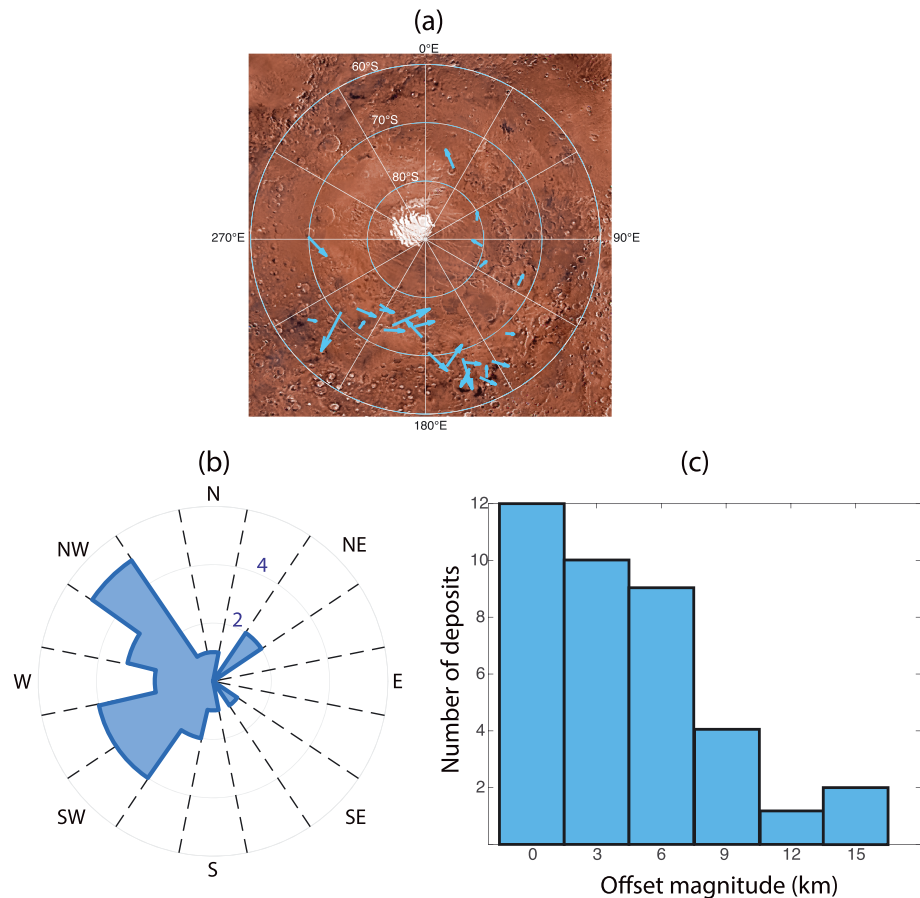 (a)
0°E
60°S
70°S
80°S
270°E
90°E
180°E
(b)
N
NW
NE
4
2
W
E
SW
SE
S
(c)
12
10
8
6
4
2
Number of deposits
0 3 6 9 12 15
Offset magnitude (km)